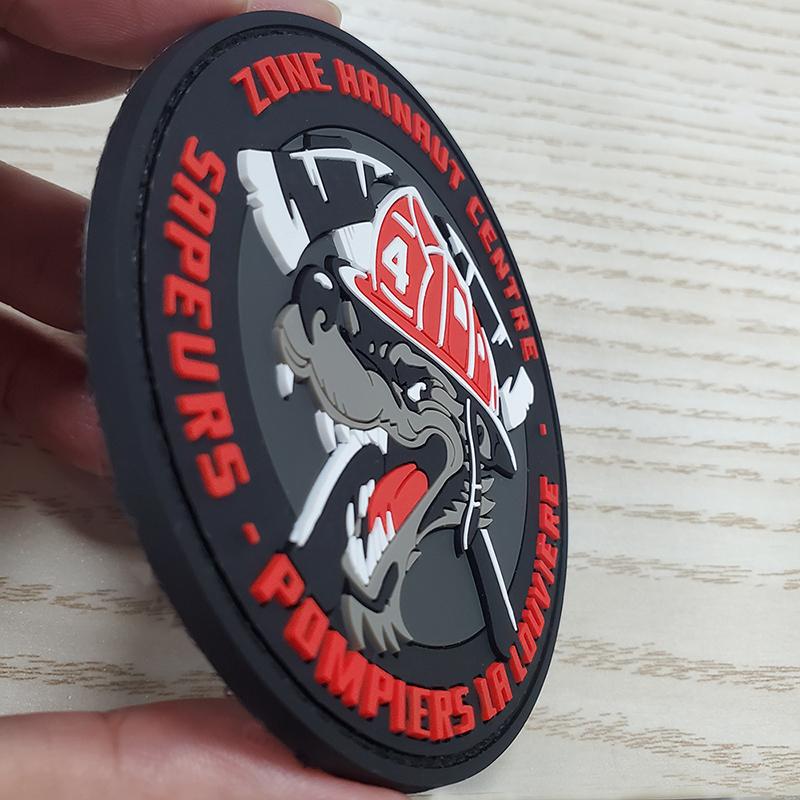 ZONE HAINAUT CENTRE
SAPEURS - POMPIERS LA LOUVIERE -
4